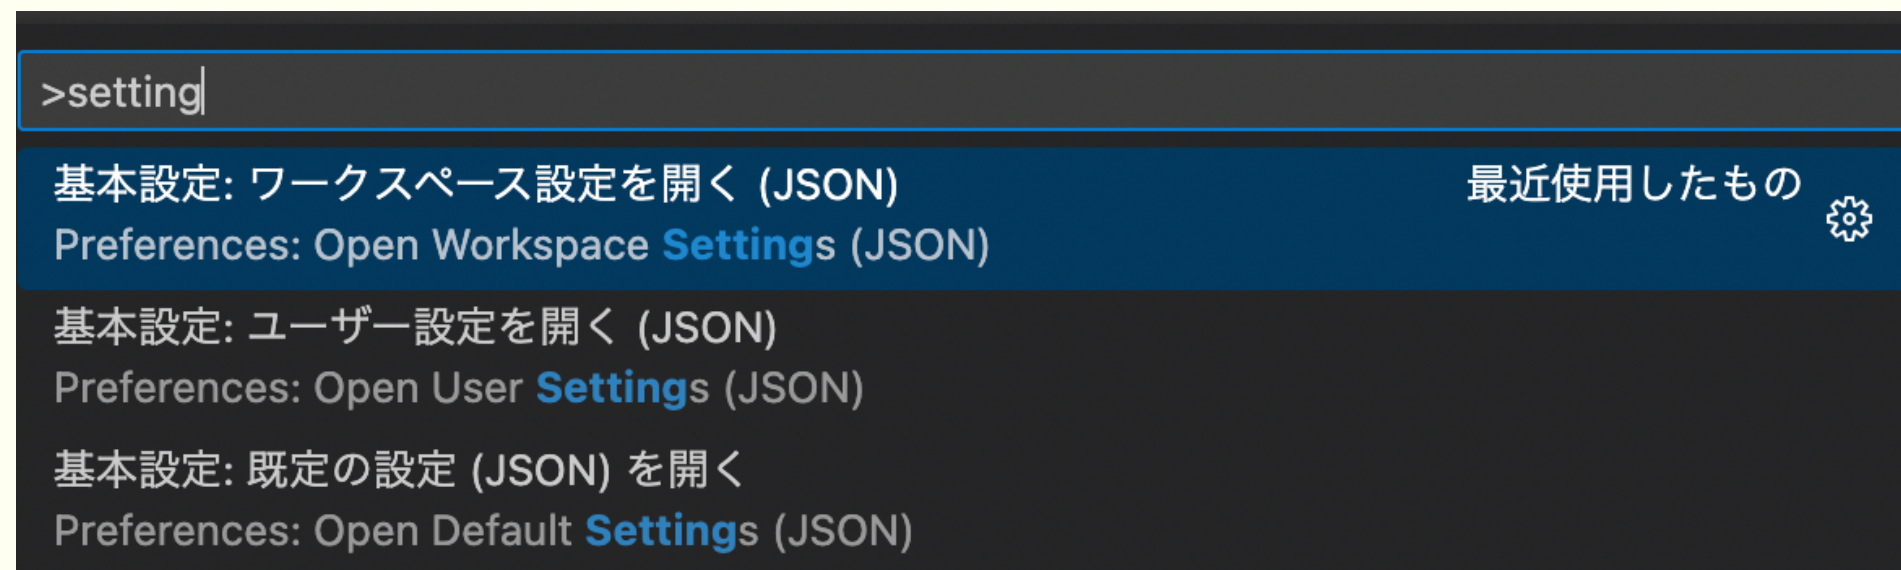 >setting
基本設定: ワークスペース設定を開く (JSON) 最近使用したもの
Preferences: Open Workspace Settings (JSON)
基本設定: ユーザー設定を開く (JSON)
Preferences: Open User Settings (JSON)
基本設定: 既定の設定 (JSON) を開く
Preferences: Open Default Settings (JSON)